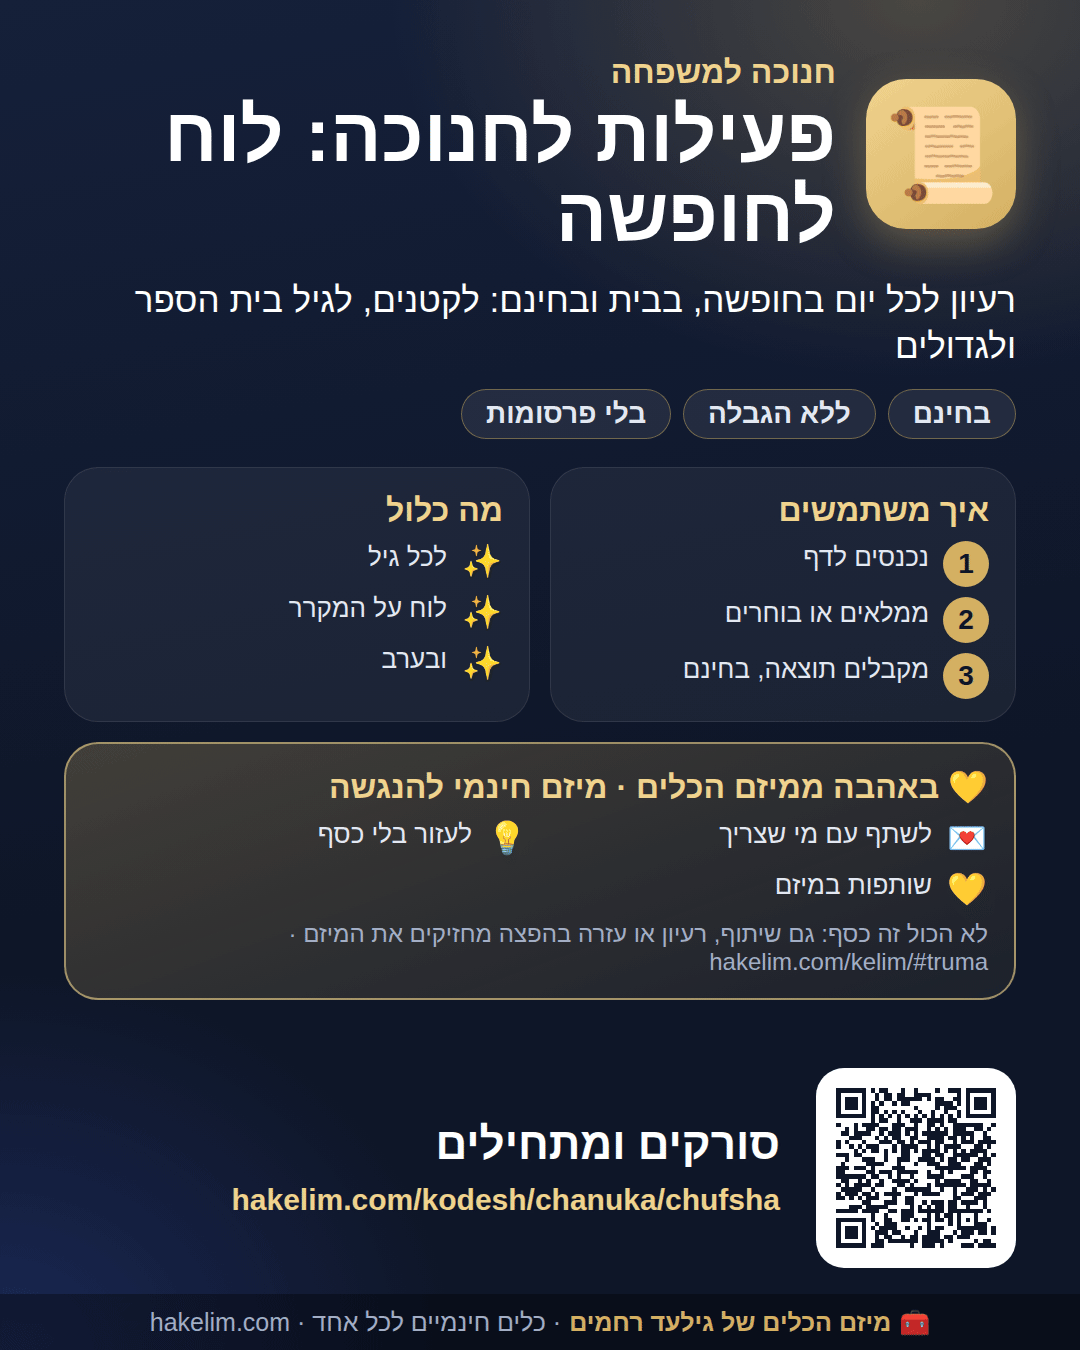 חנוכה למשפחה
פעילות לחנוכה: לוח
לחופשה
רעיון לכל יום בחופשה, בבית ובחינם: לקטנים, לגיל בית הספר
ולגדולים
בחינם
ללא הגבלה
בלי פרסומות
איך משתמשים
1 נכנסים לדף
2 ממלאים או בוחרים
3 מקבלים תוצאה, בחינם
מה כלול
✨ לכל גיל
✨ לוח על המקרר
✨ ובערב
💛 באהבה ממיזם הכלים · מיזם חינמי להנגשה
💌 לשתף עם מי שצריך
💡 לעזור בלי כסף
💛 שותפות במיזם
לא הכול זה כסף: גם שיתוף, רעיון או עזרה בהפצה מחזיקים את המיזם ·
hakelim.com/kelim/#truma
סורקים ומתחילים
hakelim.com/kodesh/chanuka/chufsha
🧰 מיזם הכלים של גילעד רחמים · כלים חינמיים לכל אחד · hakelim.com